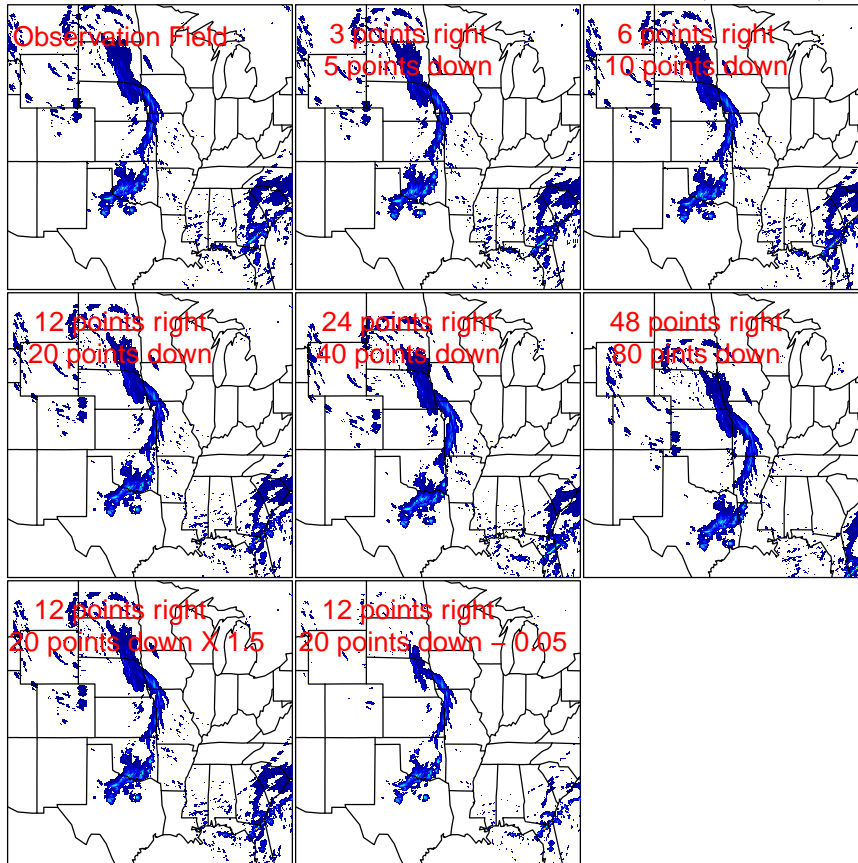 Observation Field
3 points right
5 points down
6 points right
10 points down
12 points right
20 points down
24 points right
40 points down
48 points right
80 pints down
12 points right
20 points down X 1.5
12 points right
20 points down − 0.05